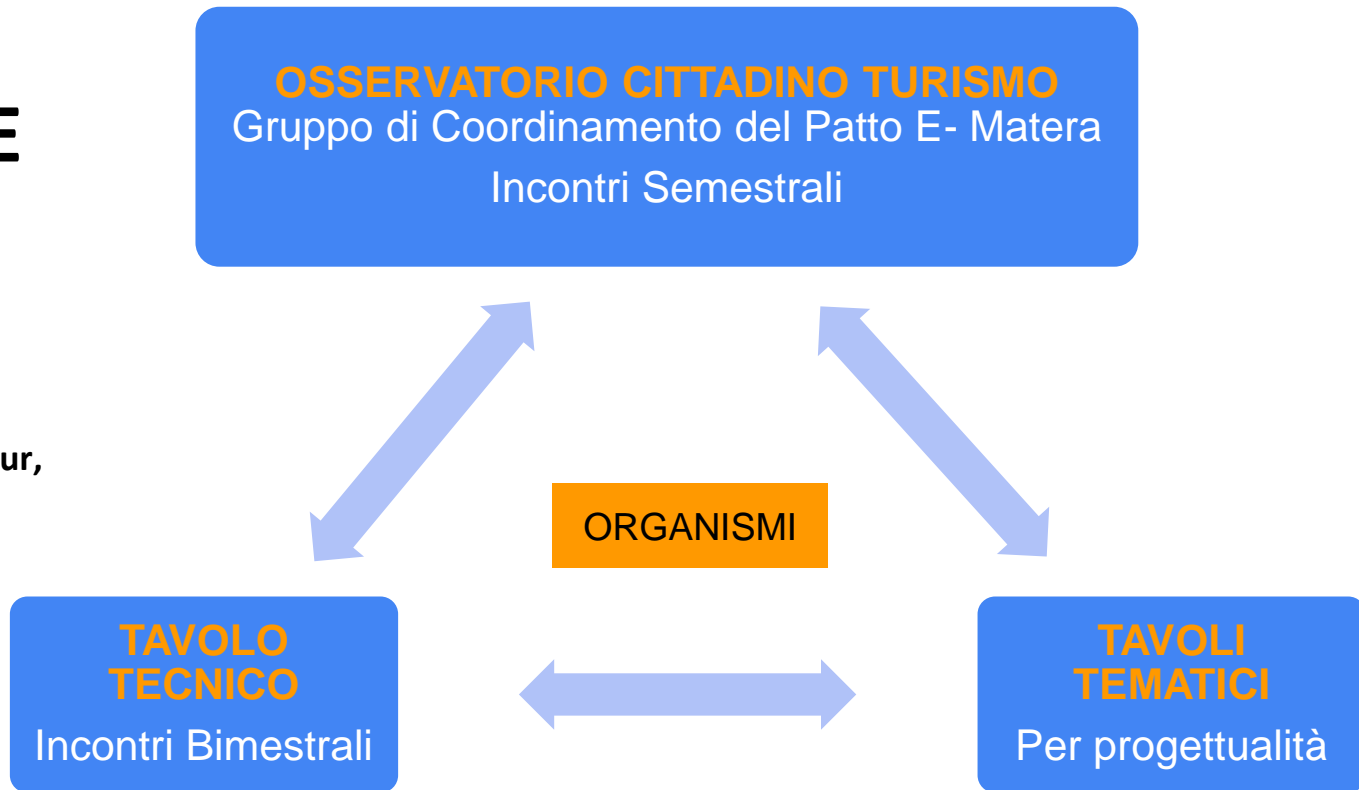 OSSERVATORIO CITTADINO TURISMO
E
Gruppo di Coordinamento del Patto E- Matera
Incontri Semestrali
ur,
ORGANISMI
TAVOLO
TECNICO
Incontri Bimestrali
TAVOLI
TEMATICI
Per progettualità